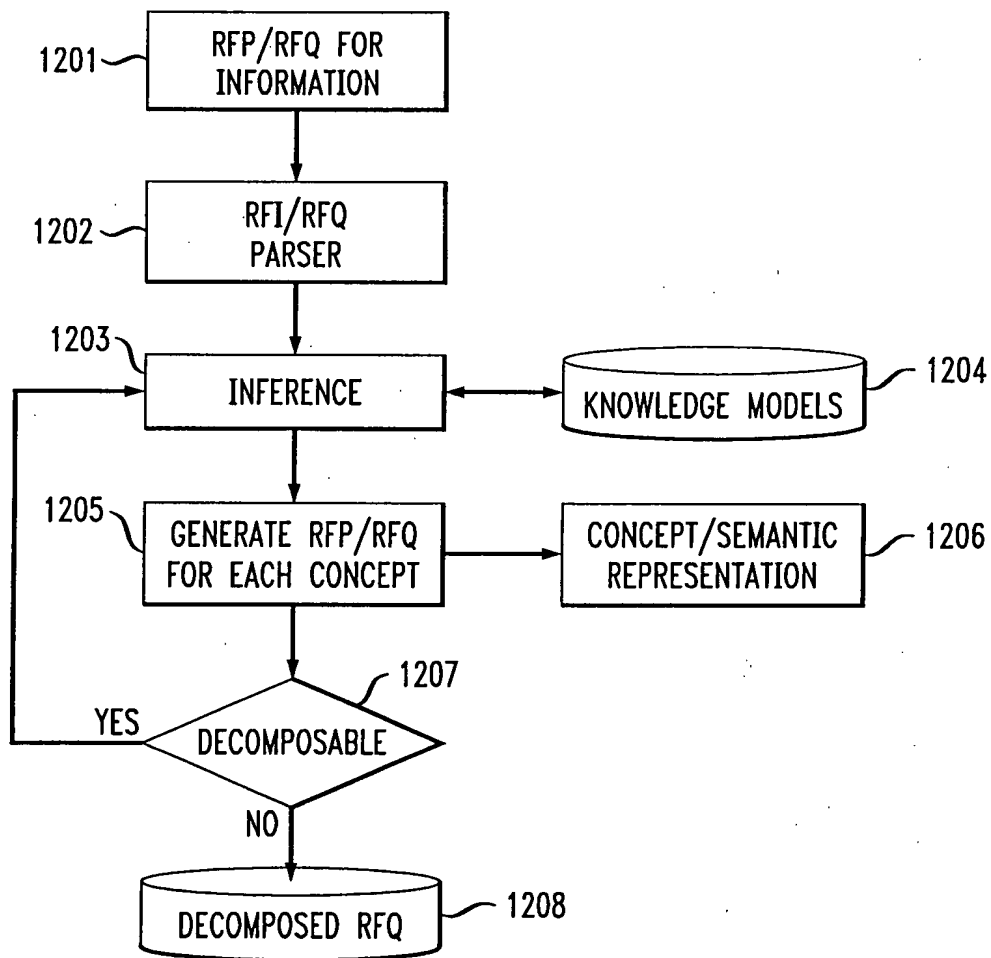 1201
RFP/RFQ FOR
INFORMATION
1202
RFI/RFQ
PARSER
1203
INFERENCE
1204
KNOWLEDGE MODELS
1205
GENERATE RFP/RFQ
FOR EACH CONCEPT
CONCEPT/SEMANTIC
REPRESENTATION
1206
1207
YES
DECOMPOSABLE
NO
DECOMPOSED RFQ
1208